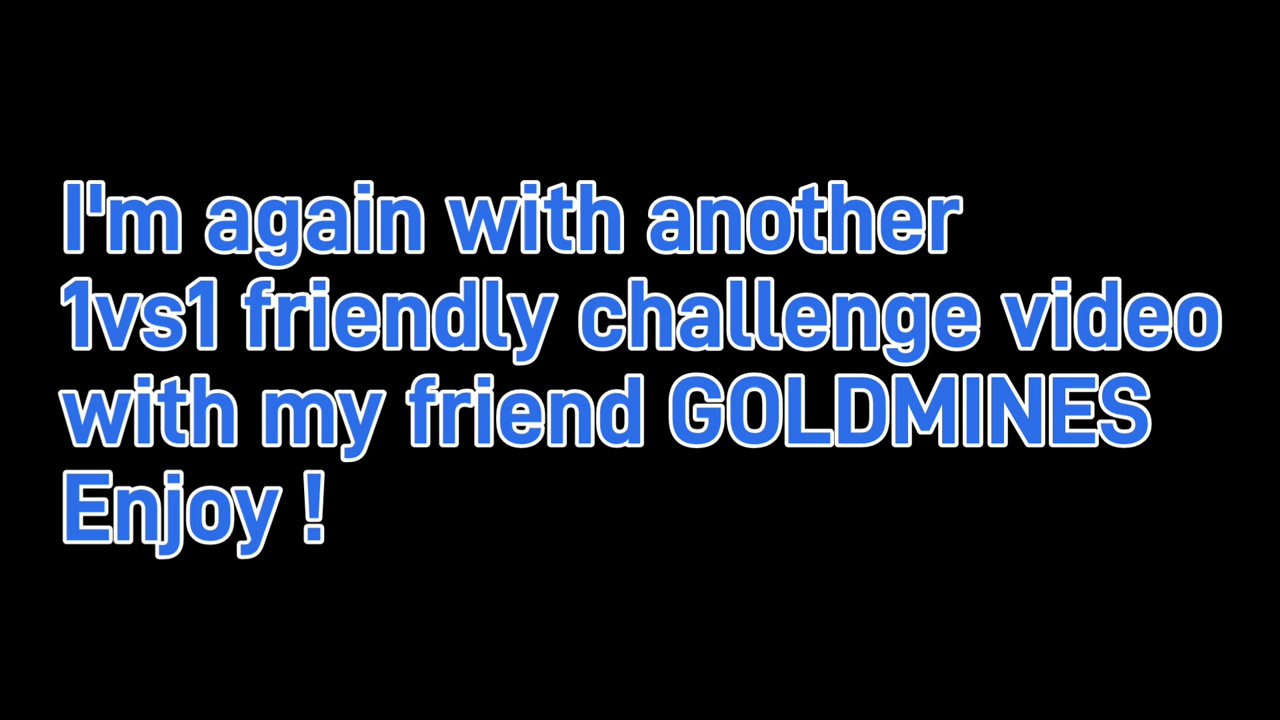 I'm again with another
1vs1 friendly challenge video
with my friend GOLDMINES
Enjoy !